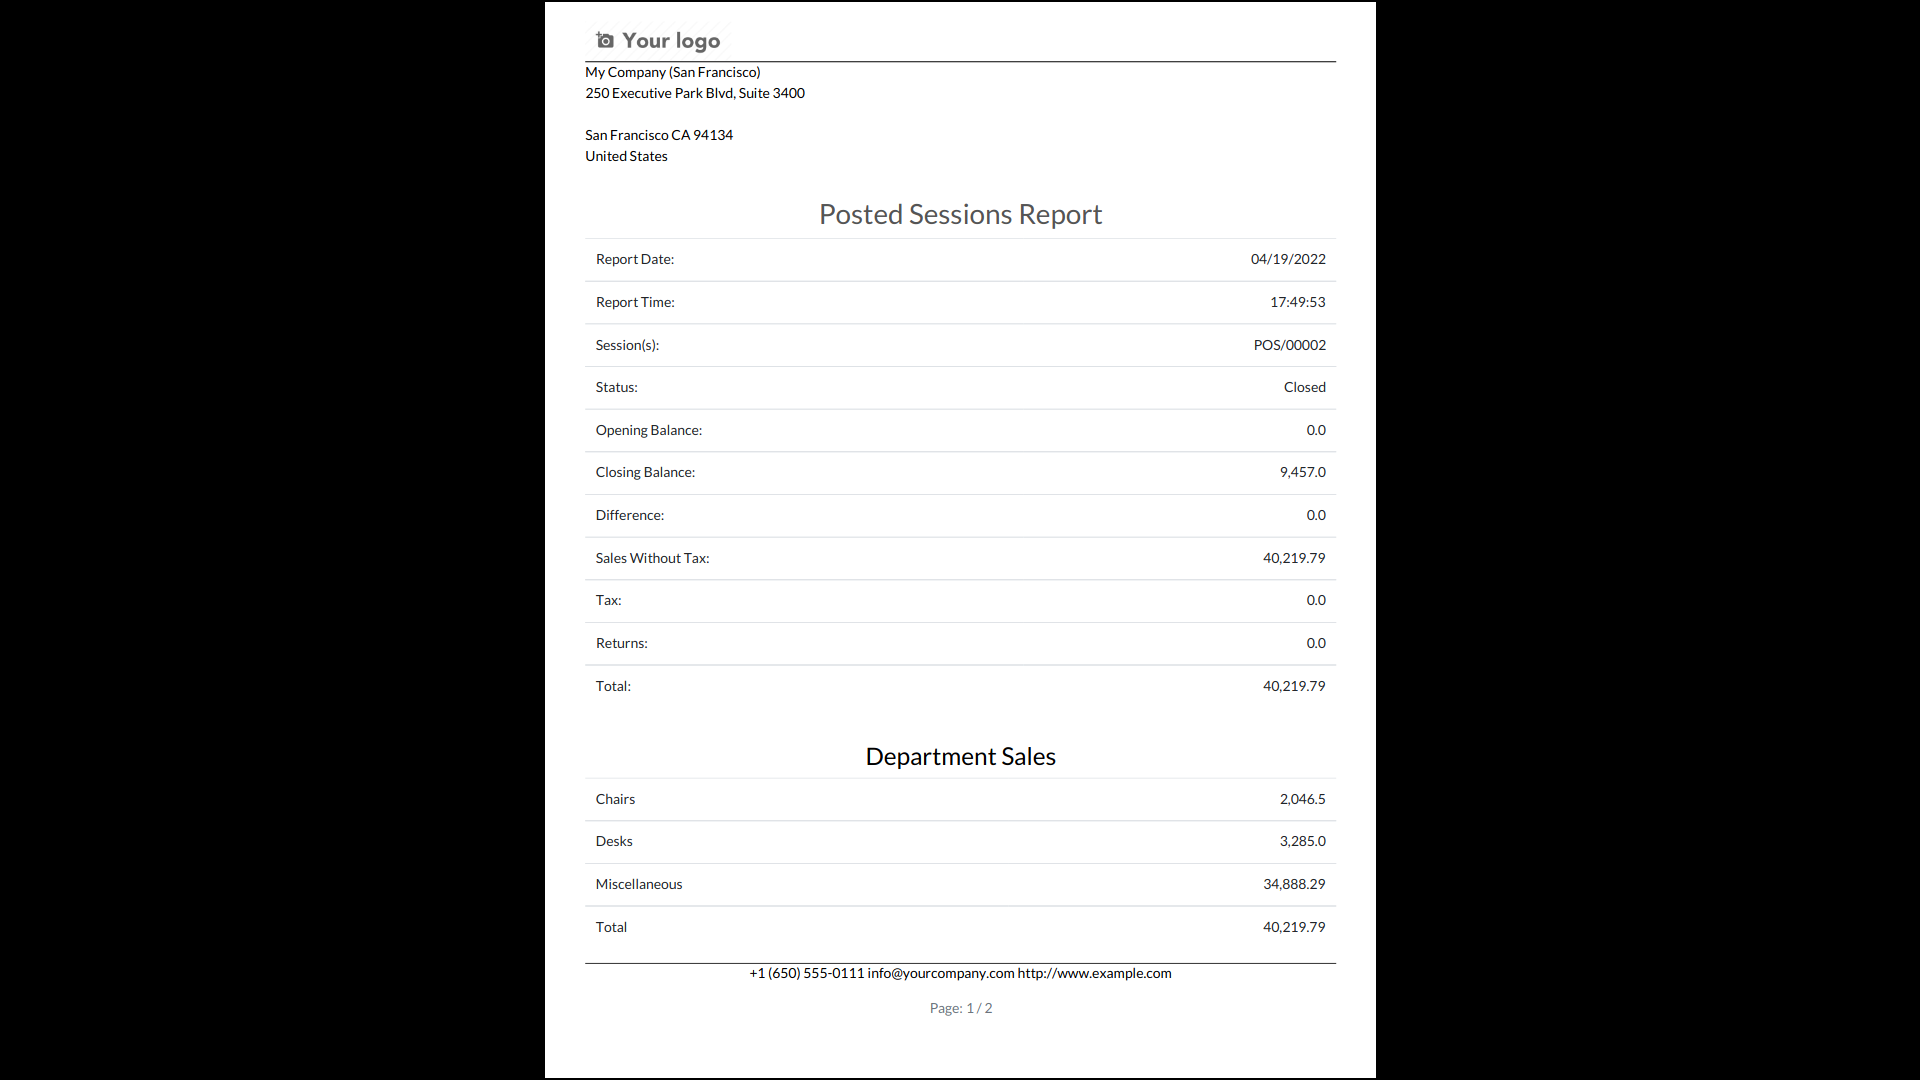 Your logo
My Company (San Francisco)
250 Executive Park Blvd, Suite 3400
San Francisco CA 94134
United States
Posted Sessions Report
Report Date: 04/19/2022
Report Time: 17:49:53
Session(s): POS/00002
Status: Closed
Opening Balance: 0.0
Closing Balance: 9,457.0
Difference: 0.0
Sales Without Tax: 40,219.79
Tax: 0.0
Returns: 0.0
Total: 40,219.79
Department Sales
Chairs 2,046.5
Desks 3,285.0
Miscellaneous 34,888.29
Total 40,219.79
+1 (650) 555-0111 info@yourcompany.com http://www.example.com
Page: 1 / 2